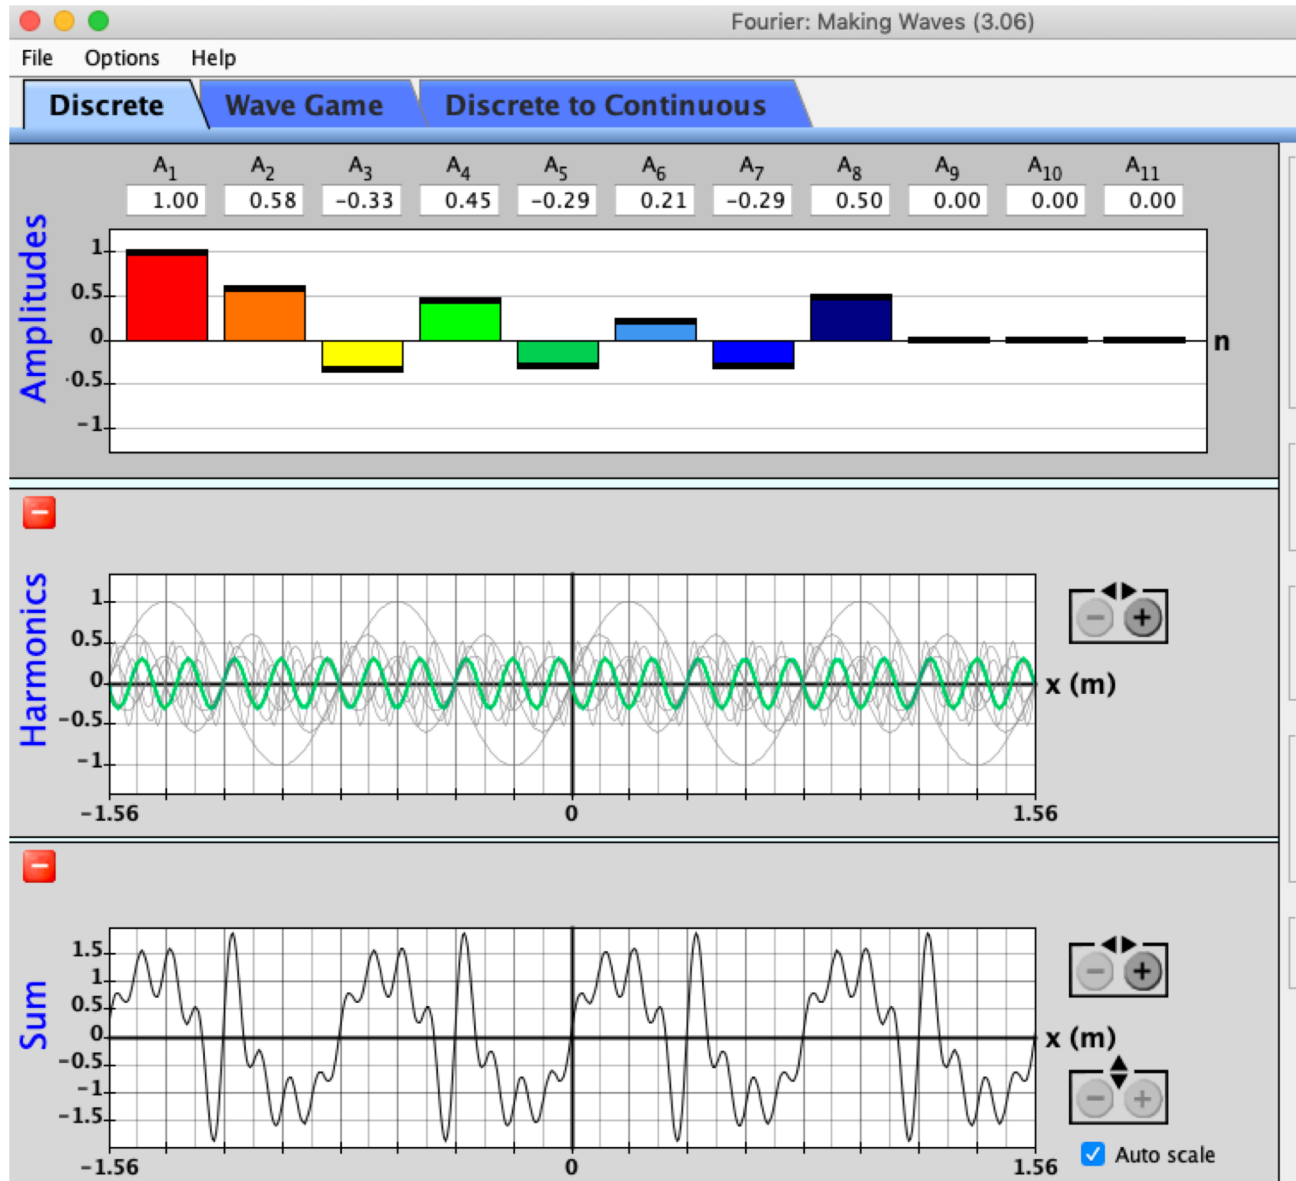 Fourier: Making Waves (3.06)
File Options Help
Discrete Wave Game Discrete to Continuous
A1 A2 A3 A4 A5 A6 A7 A8 A9 A10 A11
1.00 0.58 −0.33 0.45 −0.29 0.21 −0.29 0.50 0.00 0.00 0.00
Amplitudes
1
0.5
0
-0.5
−1
n
Harmonics
1
0.5
0
−0.5
−1
x (m)
−1.56 0 1.56
Sum
1.5
1
0.5
0
−0.5
−1
−1.5
x (m)
−1.56 0 1.56
Auto scale